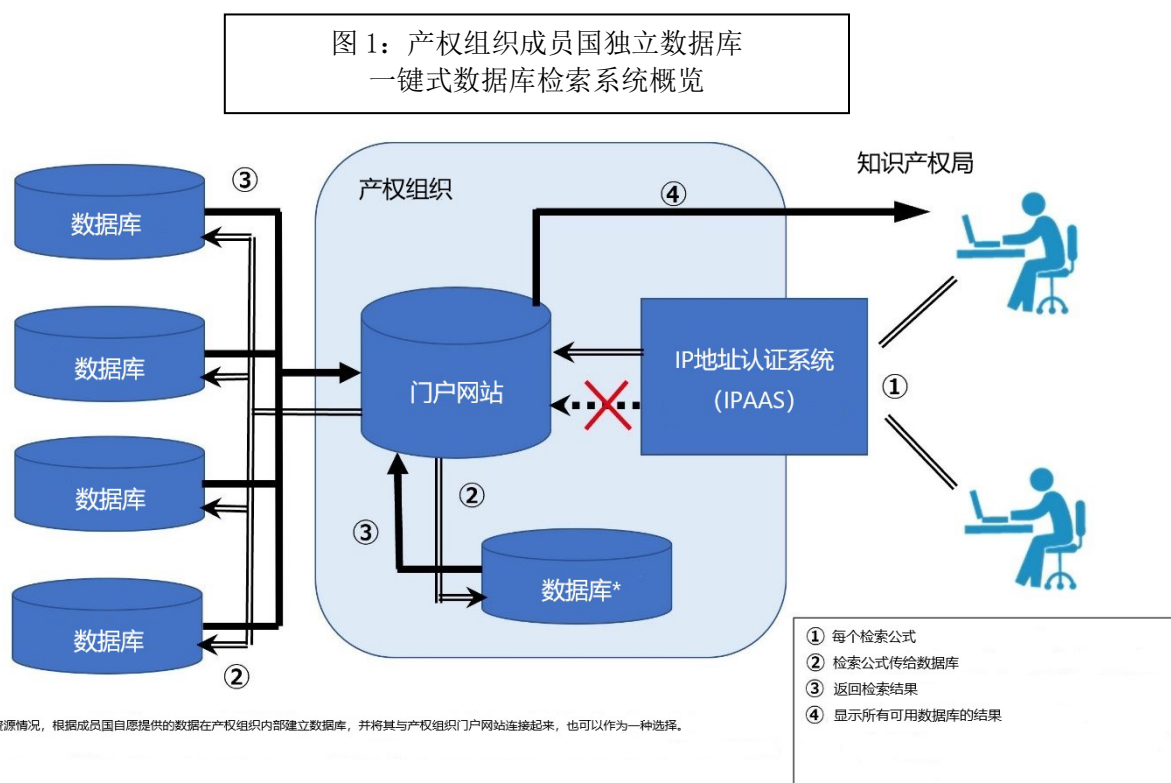 图 1：产权组织成员国独立数据库
一键式数据库检索系统概览
知识产权局
产权组织
③
④
数据库
数据库
门户网站
IP地址认证系统
（IPAAS）
①
数据库
②
③
数据库*
数据库
②
① 每个检索公式
② 检索公式传给数据库
③ 返回检索结果
④ 显示所有可用数据库的结果
源情况，根据成员国自愿提供的数据在产权组织内部建立数据库，并将其与产权组织门户网站连接起来，也可以作为一种选择。